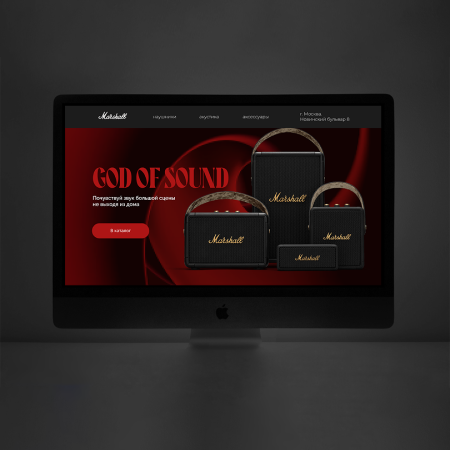 Marshall
наушники
акустика
аксессуары
г. Москва
Новинский бульвар 8
GOD OF SOUND
Почувствуй звук большой сцены
не выходя из дома
В каталог
Marshall
Marshall
Marshall
Marshall